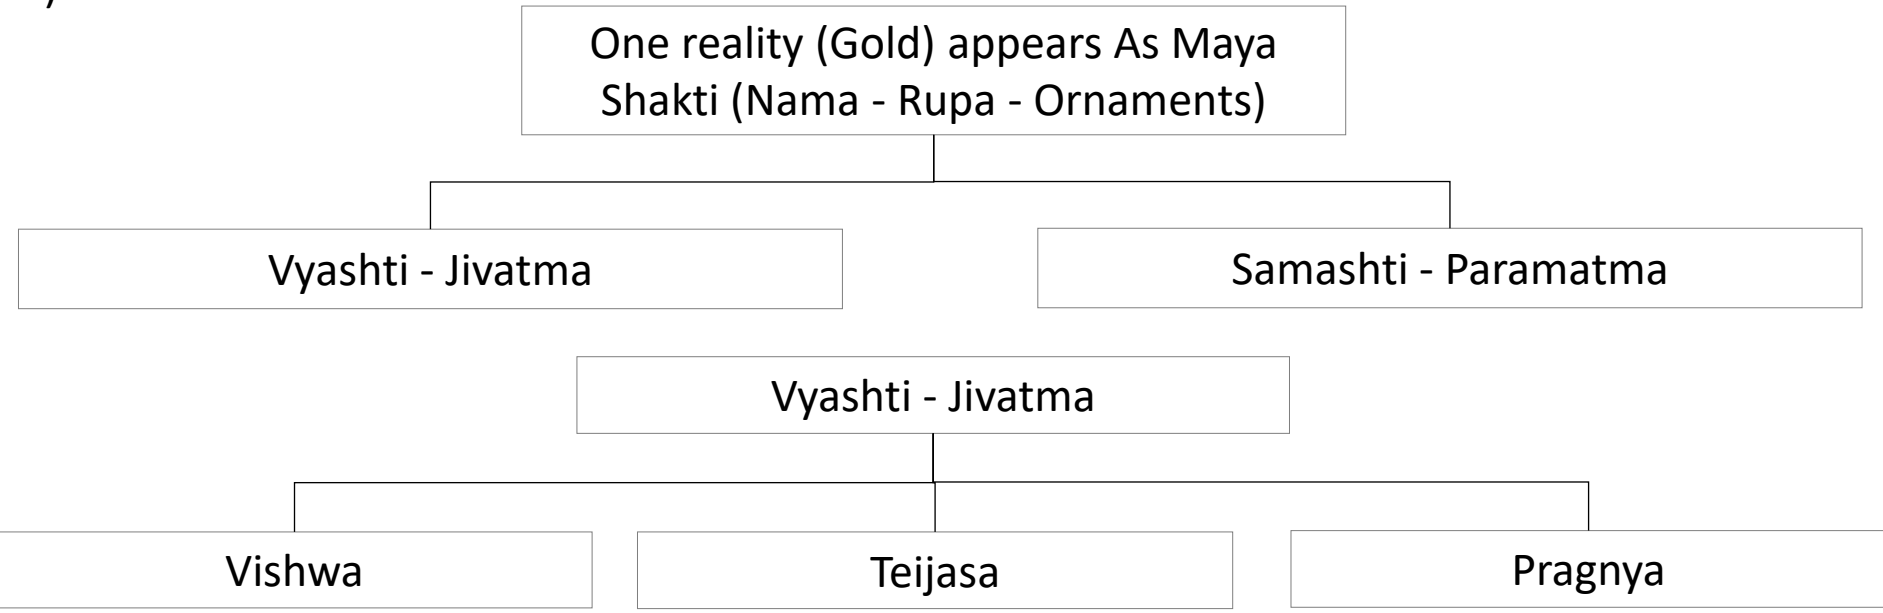 One reality (Gold) appears As Maya
Shakti (Nama - Rupa - Ornaments)
Vyashti - Jivatma
Samashti - Paramatma
Vyashti - Jivatma
Vishwa
Teijasa
Pragnya